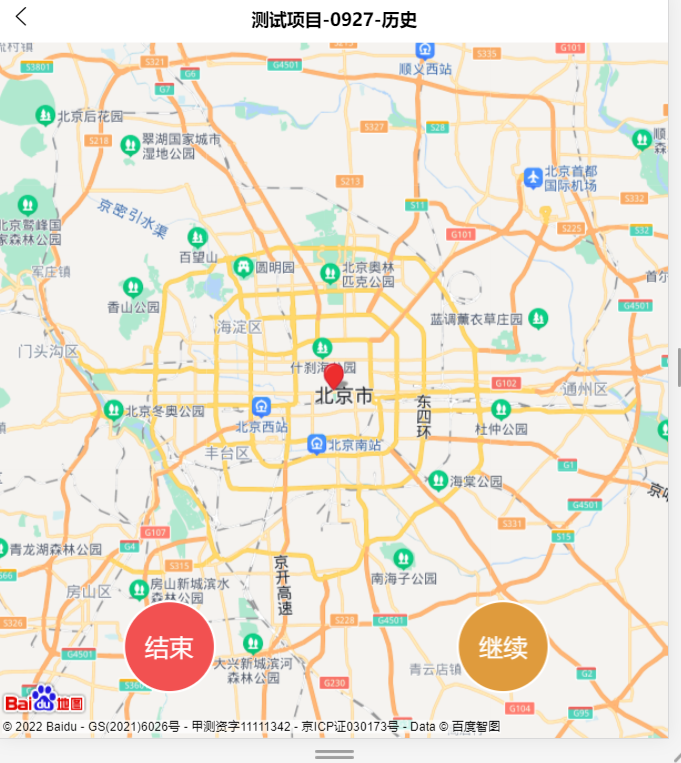 测试项目-0927-历史
S213
顺义西站
S335
G101
S321
G4501
S3801
G6
G7
北京后花园
S327
S28
S218
翠湖国家城市
湿地公园
顺
森
北京首都
国际机场
S213
S332
S11
京密引水渠
北京鹫峰国
家森林公园
S225
S32
G101
百望山
圆明园
北京奥林
匹克公园
军庄镇
首尔
香山公园
G4501
蓝调薰衣草庄园
海淀区
门头沟区
什刹海公园
G102
通州区
北京市
东四环
北京冬奥公园
北京西站
杜仲公园
北京南站
丰台区
G1
海棠公园
G4501
S331
G107
S15
青龙湖森林公园
G4
京开高速
S315
S66
南海子公园
房山区
房山新城滨水
森林公园
S326
S228
G4501
结束
继续
G4501
大兴新城滨河
森林公园
青云店镇
G2
G230
G104
G95
Bai du 地图
© 2022 Baidu - GS(2021)6026号 - 甲测资字11111342 - 京ICP证030173号 - Data © 百度智图